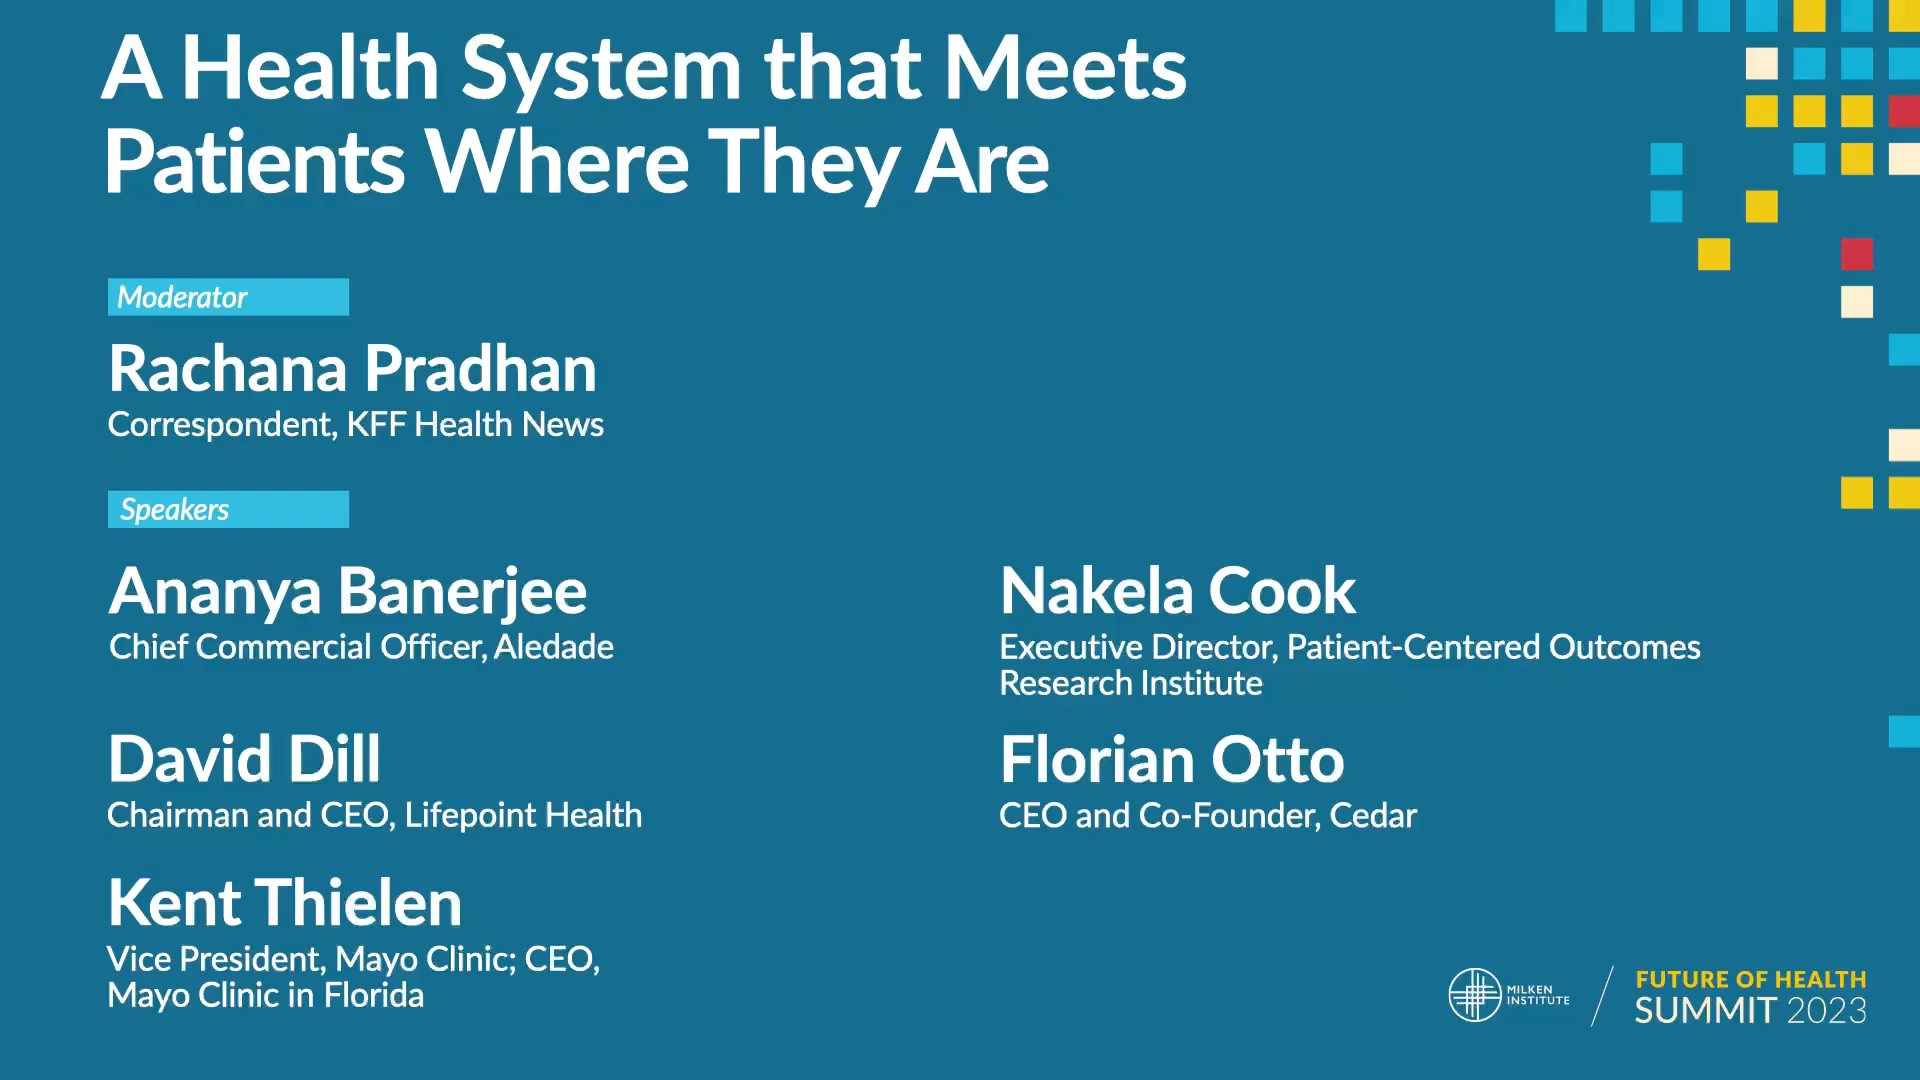 A Health System that Meets
Patients Where They Are
Moderator
Rachana Pradhan
Correspondent, KFF Health News
Speakers
Ananya Banerjee
Chief Commercial Officer, Aledade
Nakela Cook
Executive Director, Patient-Centered Outcomes
Research Institute
David Dill
Chairman and CEO, Lifepoint Health
Florian Otto
CEO and Co-Founder, Cedar
Kent Thielen
Vice President, Mayo Clinic; CEO,
Mayo Clinic in Florida
MILKEN
INSTITUTE
FUTURE OF HEALTH
SUMMIT 2023